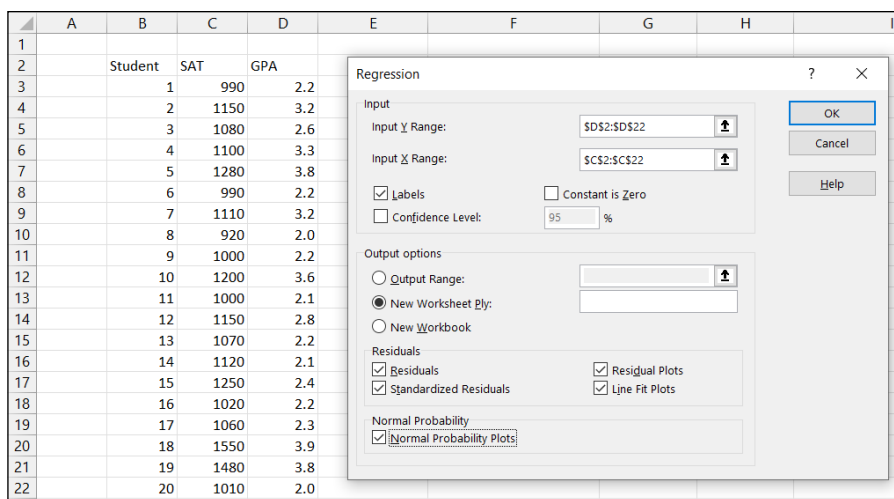 A B C D E F G H I
1
2 Student SAT GPA
3 1 990 2.2
4 2 1150 3.2
5 3 1080 2.6
6 4 1100 3.3
7 5 1280 3.8
8 6 990 2.2
9 7 1110 3.2
10 8 920 2.0
11 9 1000 2.2
12 10 1200 3.6
13 11 1000 2.1
14 12 1150 2.8
15 13 1070 2.2
16 14 1120 2.1
17 15 1250 2.4
18 16 1020 2.2
19 17 1060 2.3
20 18 1550 3.9
21 19 1480 3.8
22 20 1010 2.0
Regression ? ×
Input
Input Y Range: $D$2:$D$22
Input X Range: $C$2:$C$22
Labels Constant is Zero
Confidence Level: 95 %
OK
Cancel
Help
Output options
Output Range:
New Worksheet Ply:
New Workbook
Residuals
Residuals Residual Plots
Standardized Residuals Line Fit Plots
Normal Probability
Normal Probability Plots